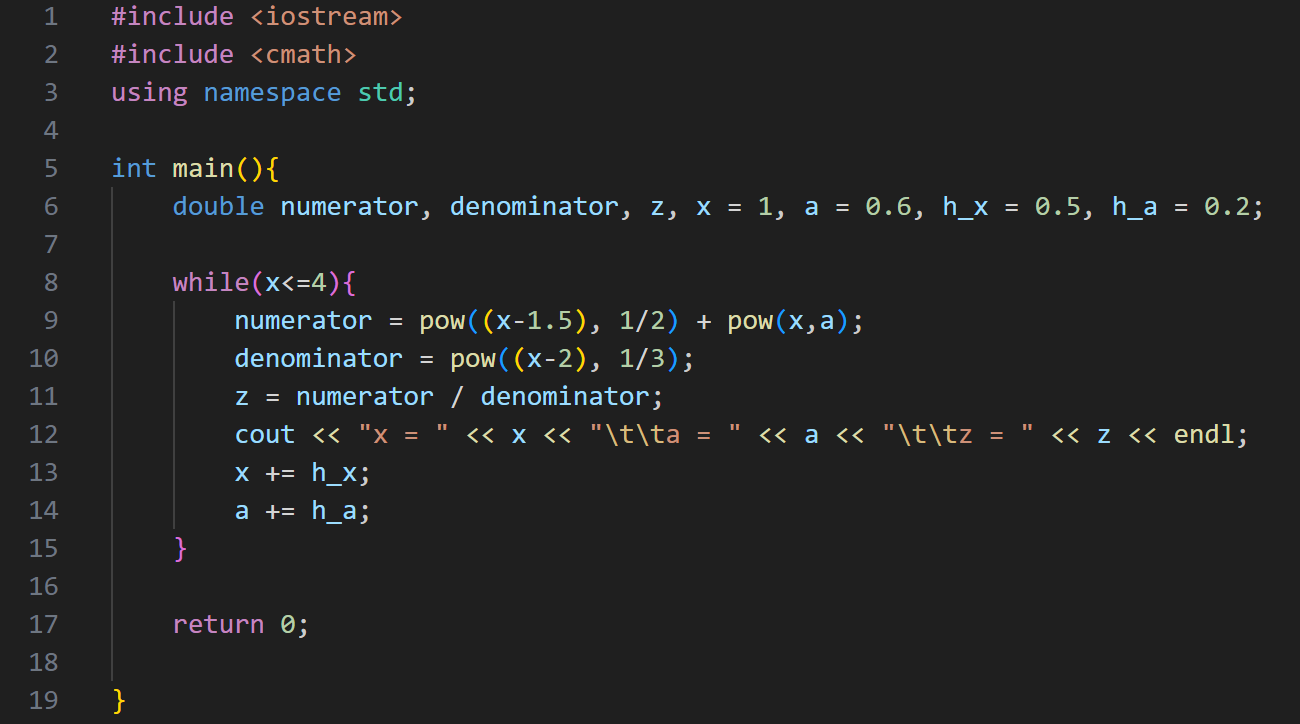 1 #include <iostream>
2 #include <cmath>
3 using namespace std;
4
5 int main(){
6     double numerator, denominator, z, x = 1, a = 0.6, h_x = 0.5, h_a = 0.2;
7
8     while(x<=4){
9         numerator = pow((x-1.5), 1/2) + pow(x,a);
10         denominator = pow((x-2), 1/3);
11         z = numerator / denominator;
12         cout << "x = " << x << "\t\ta = " << a << "\t\tz = " << z << endl;
13         x += h_x;
14         a += h_a;
15     }
16
17     return 0;
18
19 }